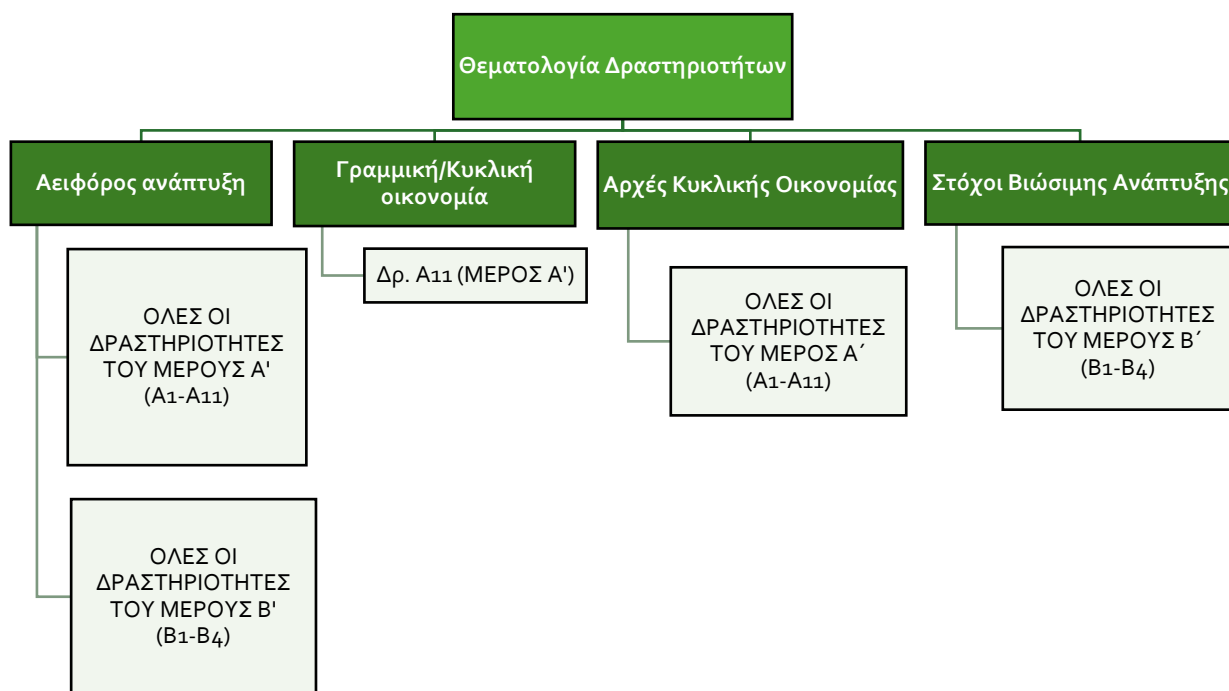 Θεματολογία Δραστηριοτήτων
Αειφόρος ανάπτυξη
Γραμμική/Κυκλική
οικονομία
Αρχές Κυκλικής Οικονομίας
Στόχοι Βιώσιμης Ανάπτυξης
ΟΛΕΣ ΟΙ
ΔΡΑΣΤΗΡΙΟΤΗΤΕΣ
ΤΟΥ ΜΕΡΟΥΣ Α'
(Α1-Α11)
ΟΛΕΣ ΟΙ
ΔΡΑΣΤΗΡΙΟΤΗΤΕΣ
ΤΟΥ ΜΕΡΟΥΣ Β'
(Β1-Β4)
Δρ. Α11 (ΜΕΡΟΣ Α')
ΟΛΕΣ ΟΙ
ΔΡΑΣΤΗΡΙΟΤΗΤΕΣ
ΤΟΥ ΜΕΡΟΣ Α΄
(Α1-Α11)
ΟΛΕΣ ΟΙ
ΔΡΑΣΤΗΡΙΟΤΗΤΕΣ
ΤΟΥ ΜΕΡΟΥΣ Β΄
(Β1-Β4)